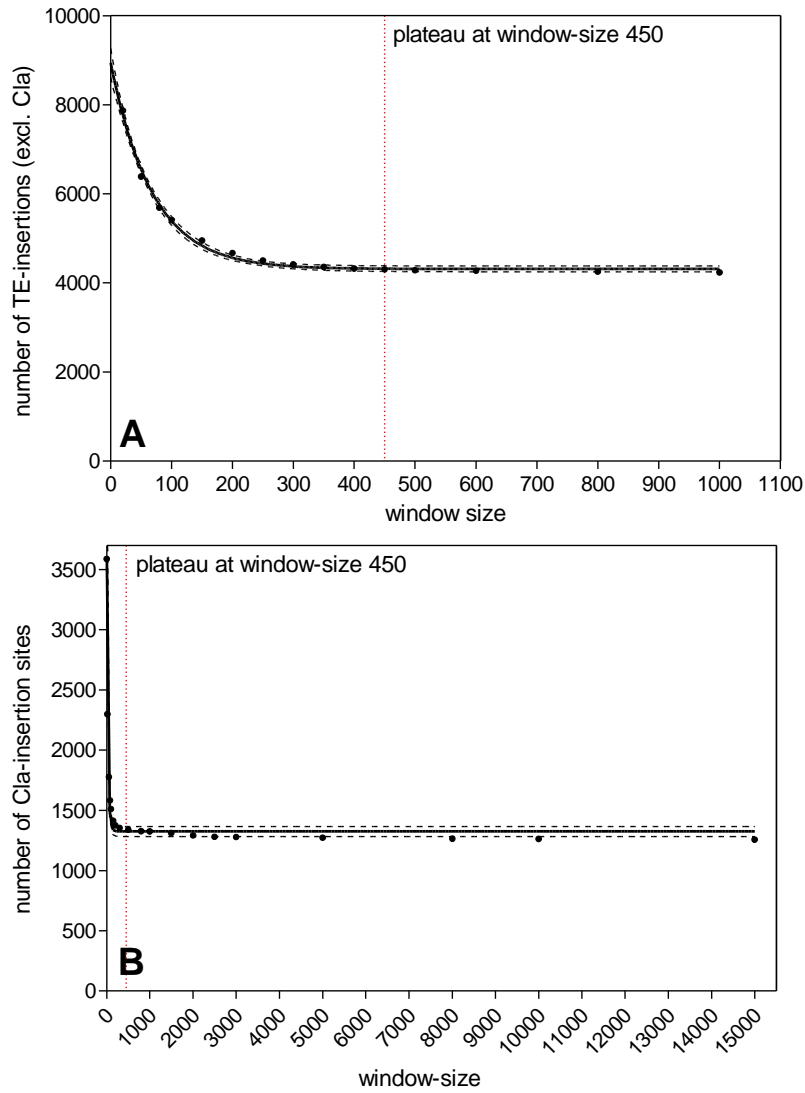 plateau at window-size 450
number of TE-insertions (excl. Cla)
10000
8000
6000
4000
2000
0
A
0 100 200 300 400 500 600 700 800 900 1000 1100
window size
plateau at window-size 450
number of Cla-insertion sites
3500
3000
2500
2000
1500
1000
500
0
B
0 1000 2000 3000 4000 5000 6000 7000 8000 9000 10000 11000 12000 13000 14000 15000
window-size